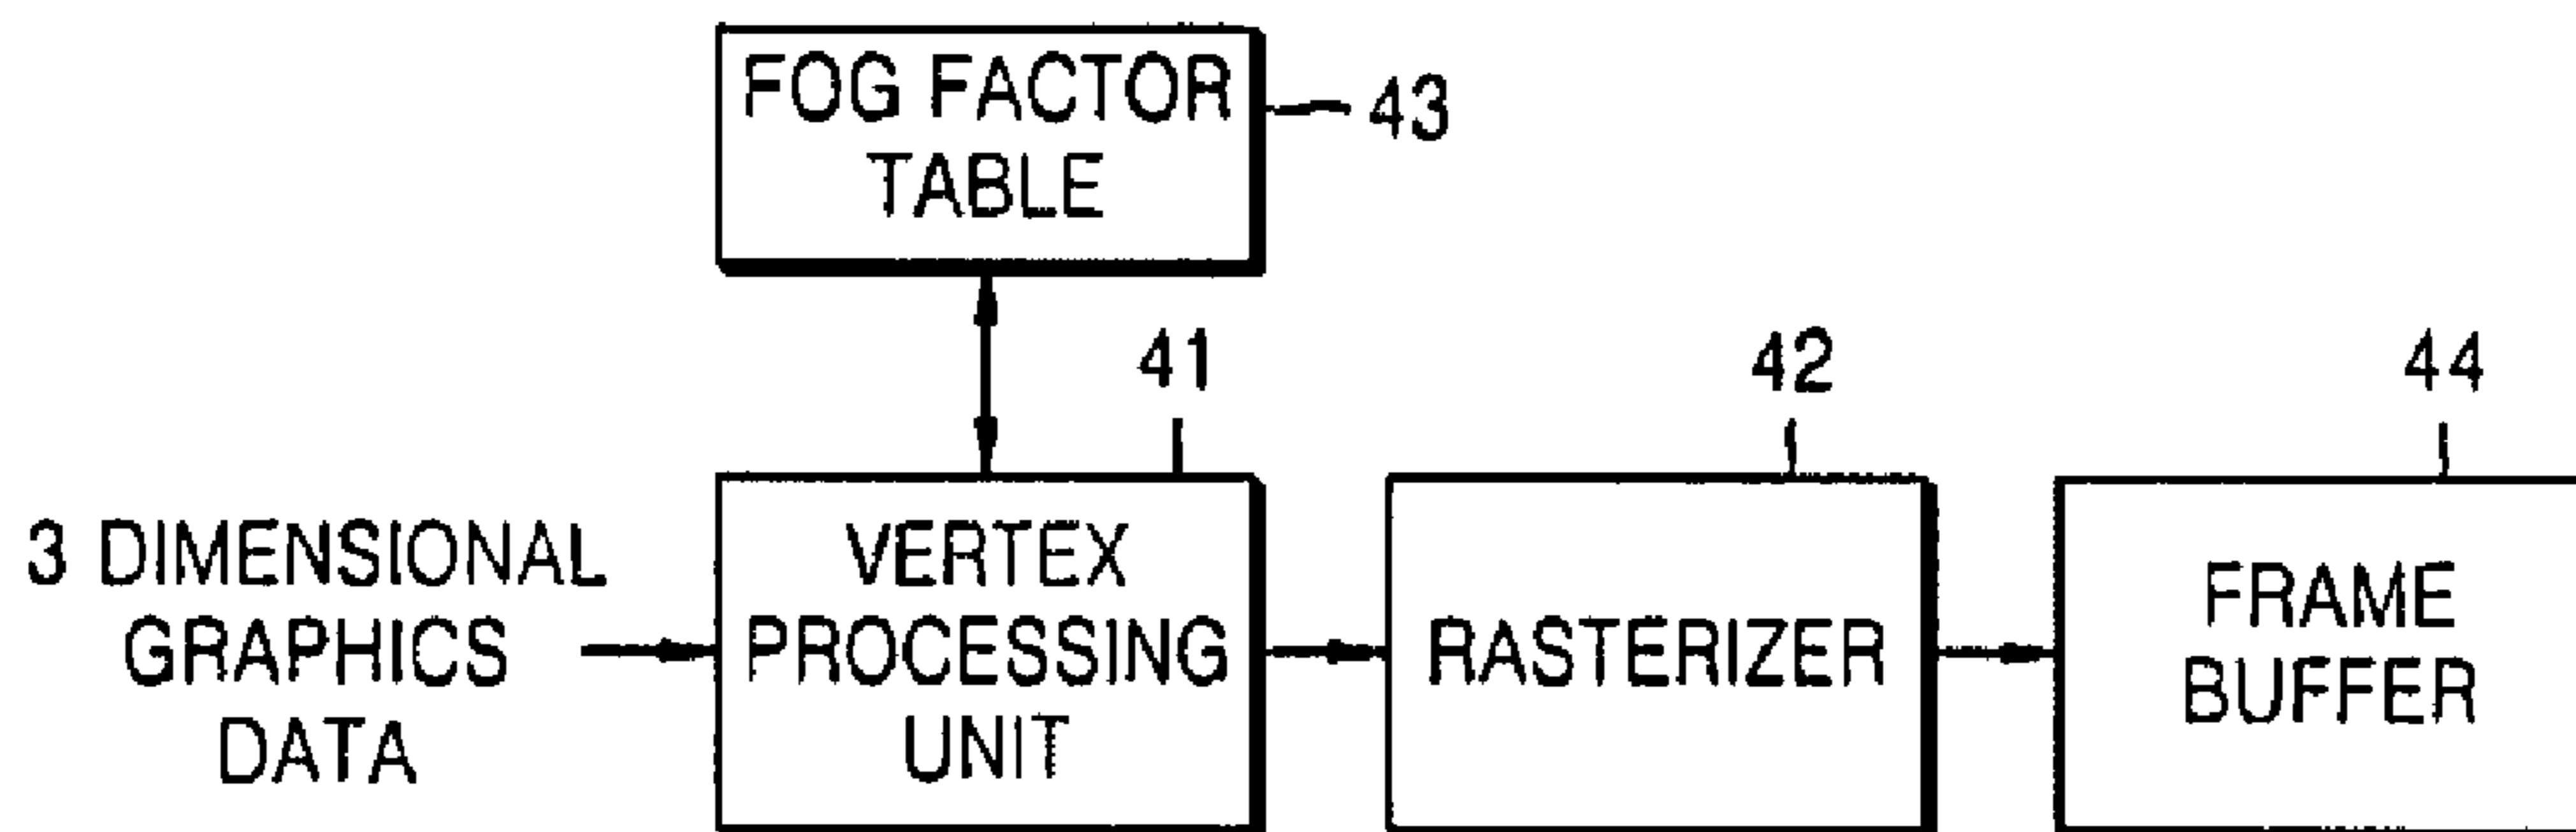 FOG FACTOR
TABLE
43
41
42
44
3 DIMENSIONAL
GRAPHICS
DATA
VERTEX
PROCESSING
UNIT
RASTERIZER
FRAME
BUFFER